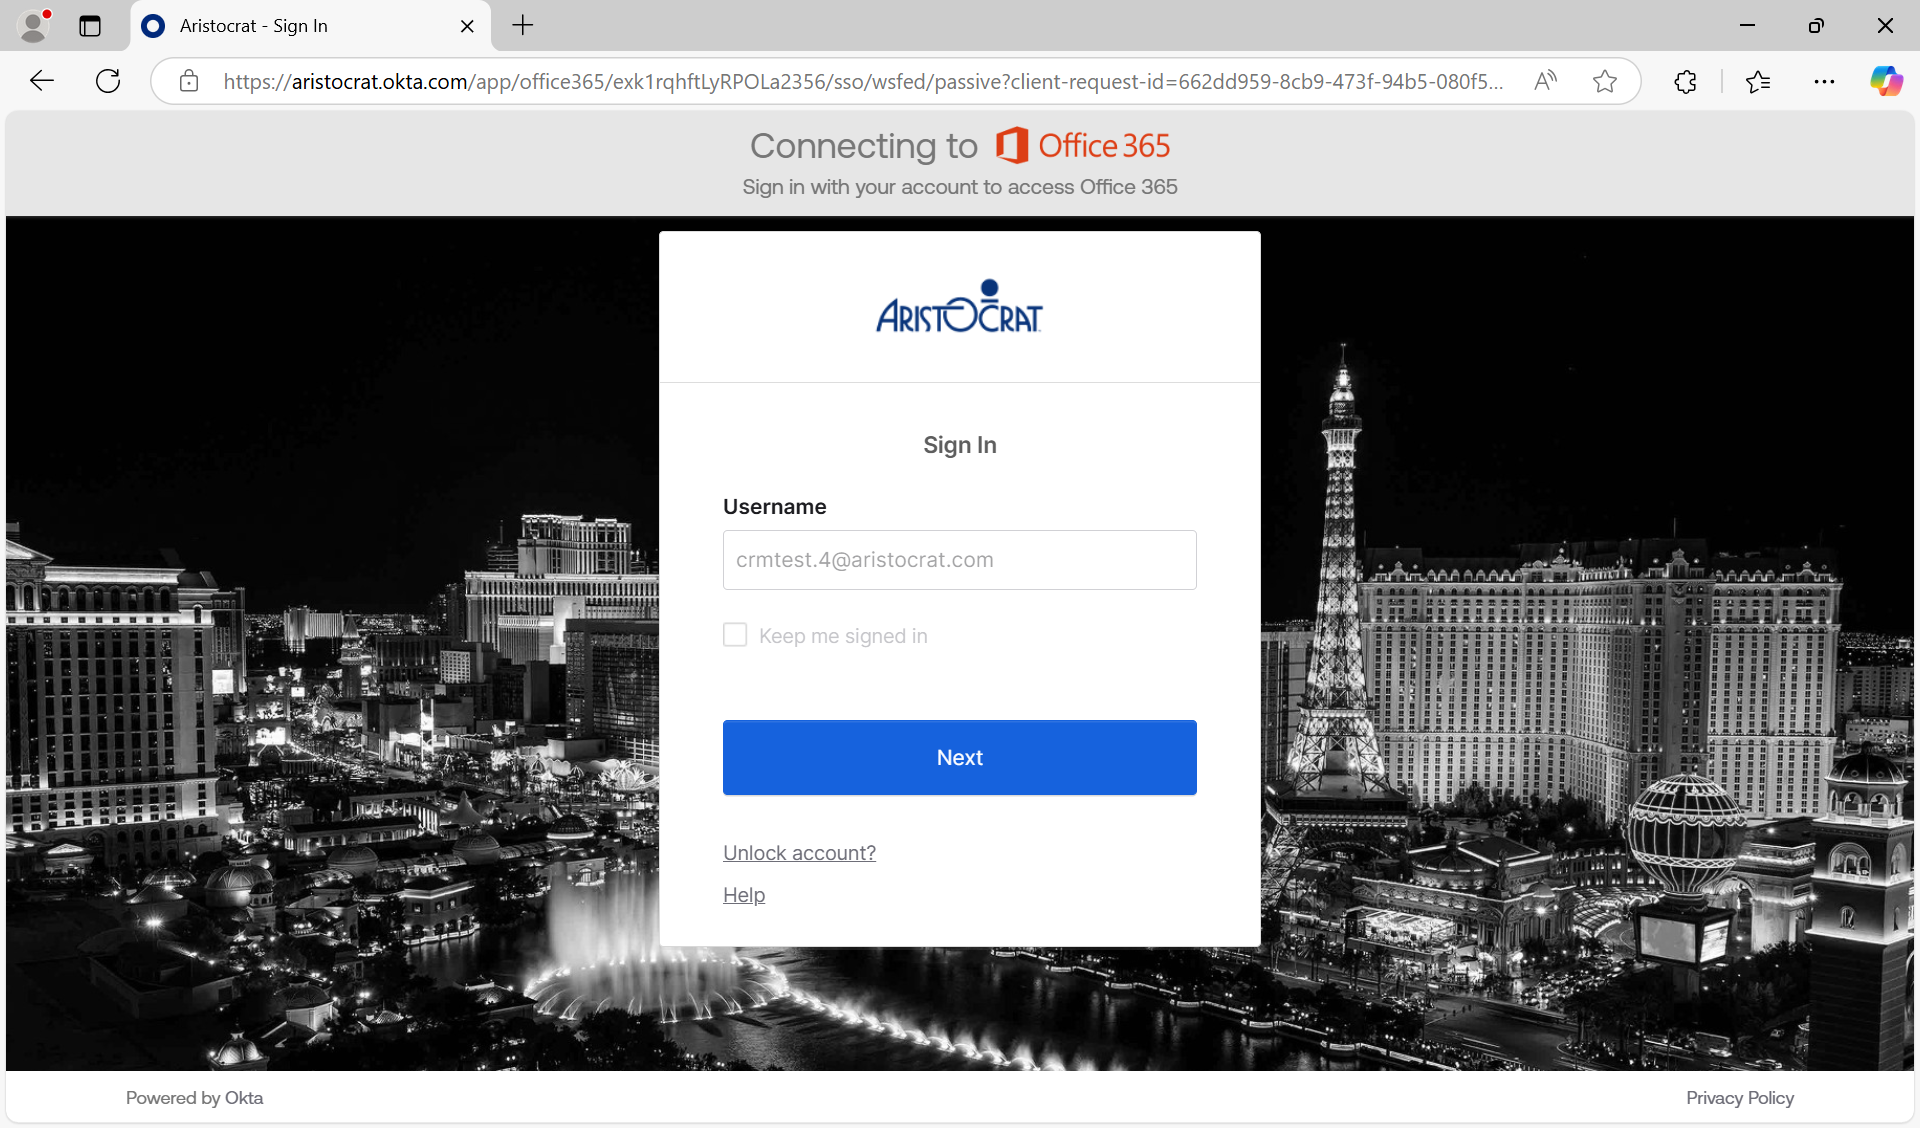 Aristocrat - Sign In
https://aristocrat.okta.com/app/office365/exk1rqhftLyRPOLa2356/sso/wsfed/passive?client-request-id=662dd959-8cb9-473f-94b5-080f5...
Connecting to Office 365
Sign in with your account to access Office 365
ARISTOCRAT
Sign In
Username
crmtest.4@aristocrat.com
Keep me signed in
Next
Unlock account?
Help
Powered by Okta
Privacy Policy